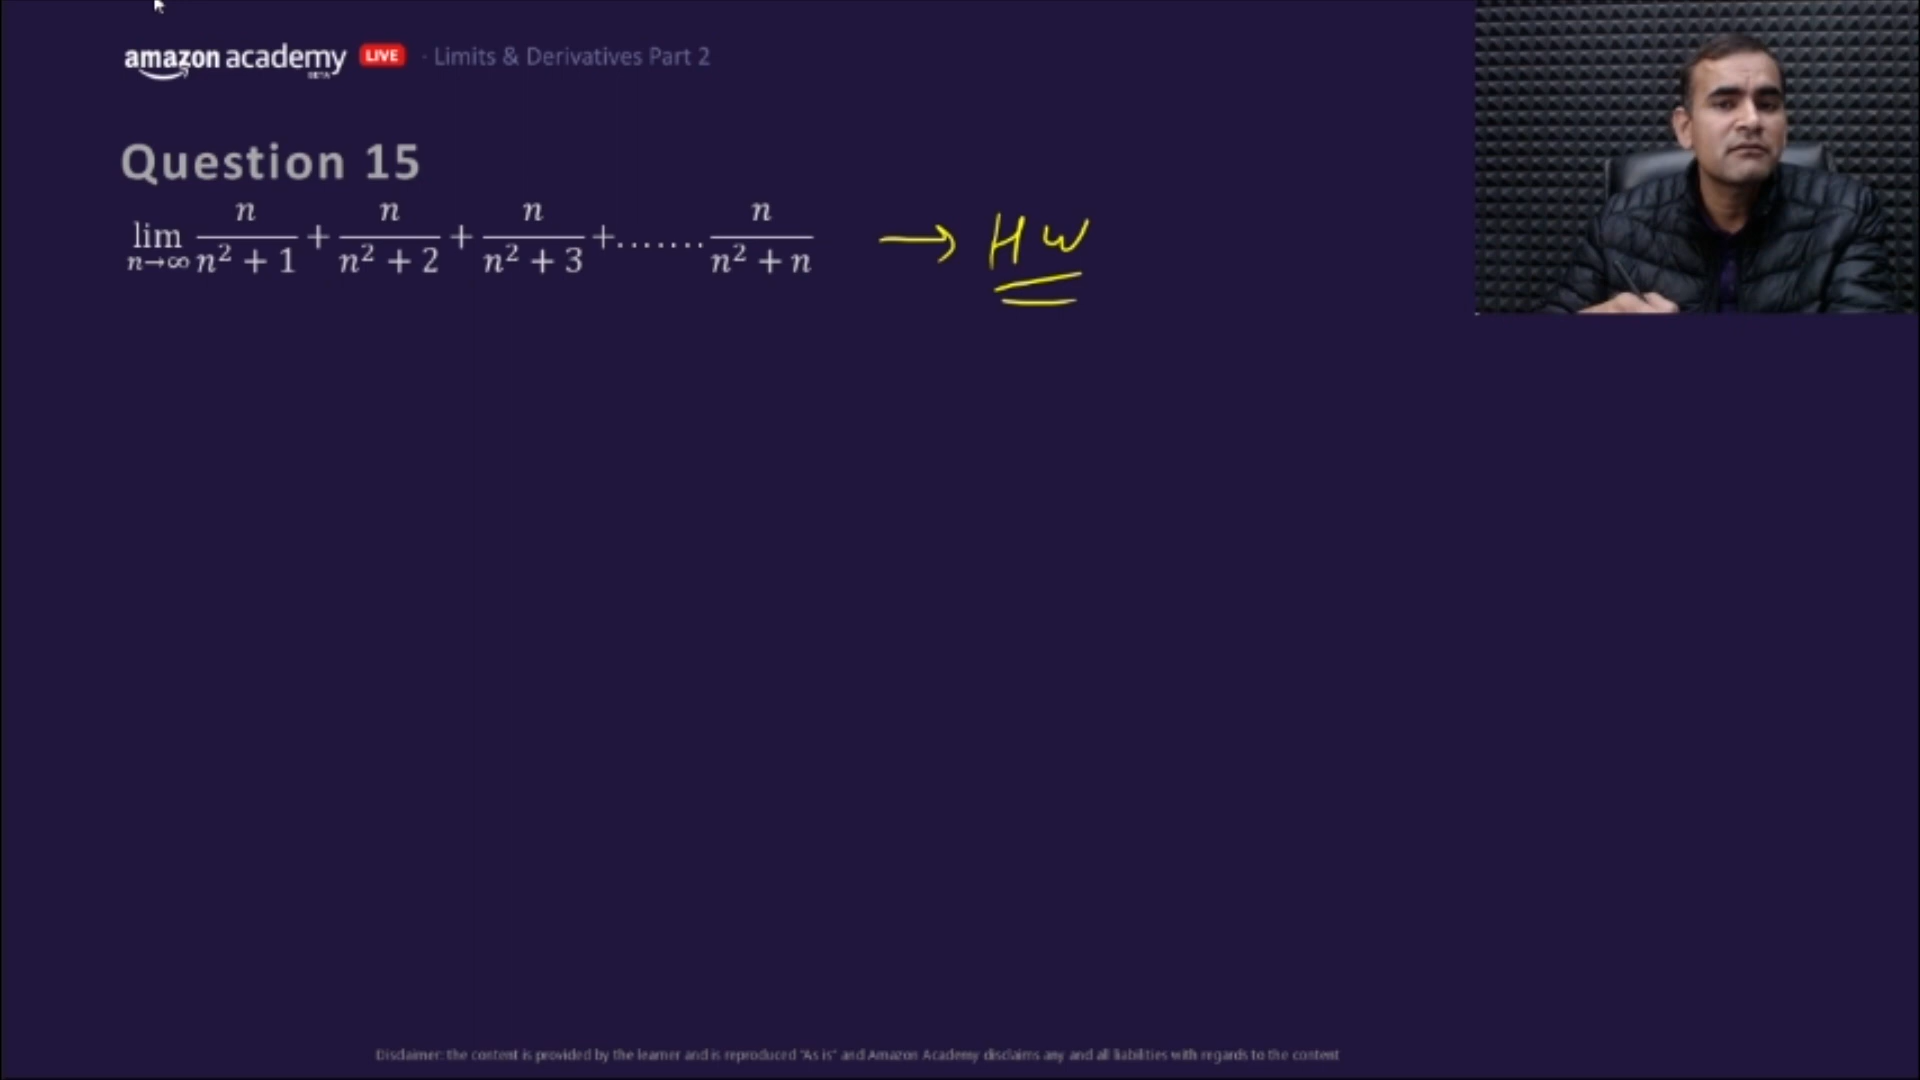 amazon academy BETA LIVE · Limits & Derivatives Part 2
Question 15
lim n→∞ n/(n² + 1) + n/(n² + 2) + n/(n² + 3) +....... n/(n² + n) → HW
Disclaimer: the content is provided by the learner and is reproduced "As is" and Amazon Academy disclaims any and all liabilities with regards to the content